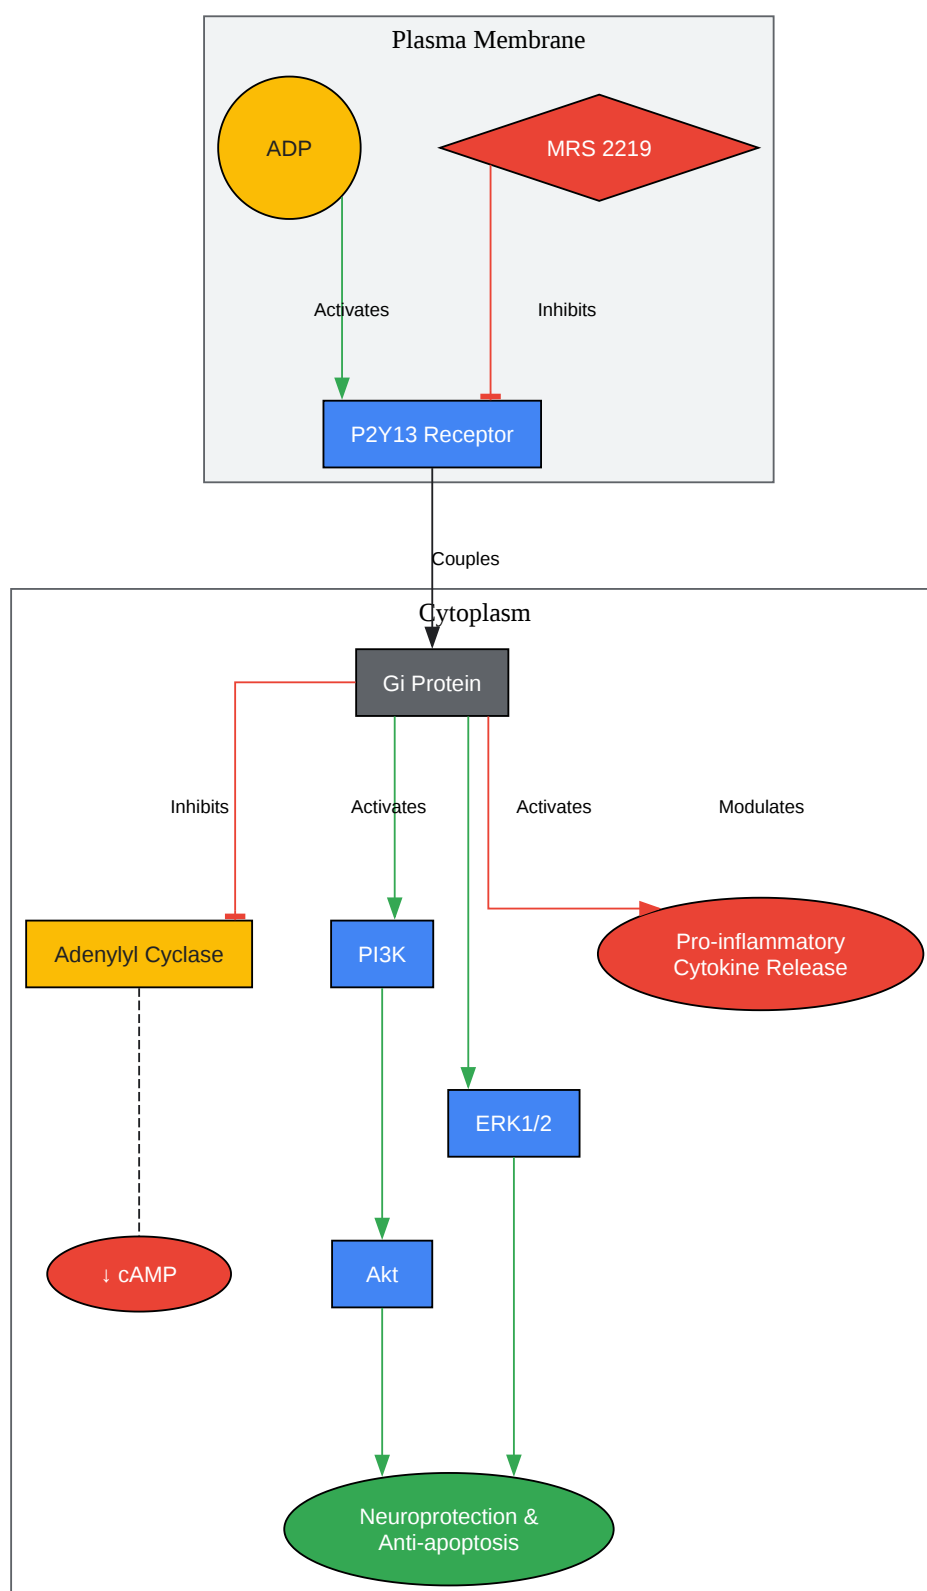 Plasma Membrane
ADP
MRS 2219
Activates
Inhibits
P2Y13 Receptor
Couples
Cytoplasm
Gi Protein
Inhibits
Activates
Activates
Modulates
Adenylyl Cyclase
PI3K
Pro-inflammatory
Cytokine Release
ERK1/2
↓ cAMP
Akt
Neuroprotection &
Anti-apoptosis